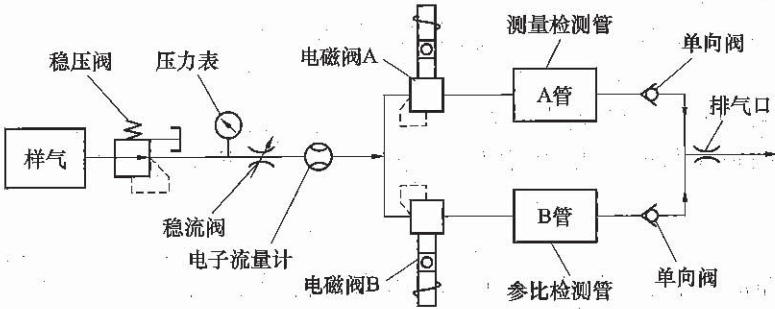 测量检测管
单向阀
稳压阀
压力表
电磁阀A
A管
排气口
样气
B管
稳流阀
电子流量计
电磁阀B
参比检测管
单向阀